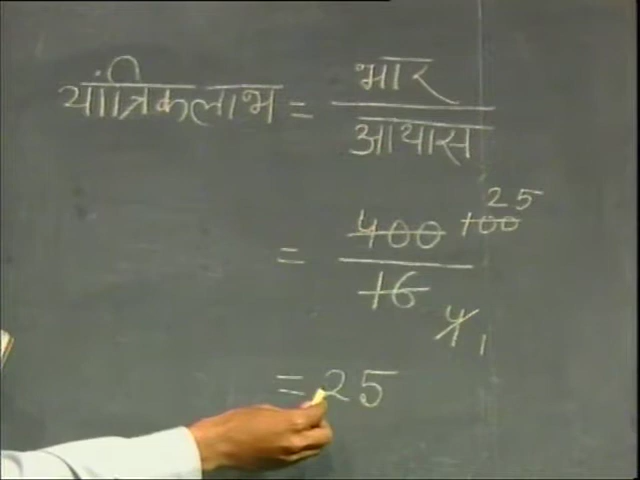 यांत्रिकलाभ = भार
आयास
= 400 100 25
16 4 1
= 25